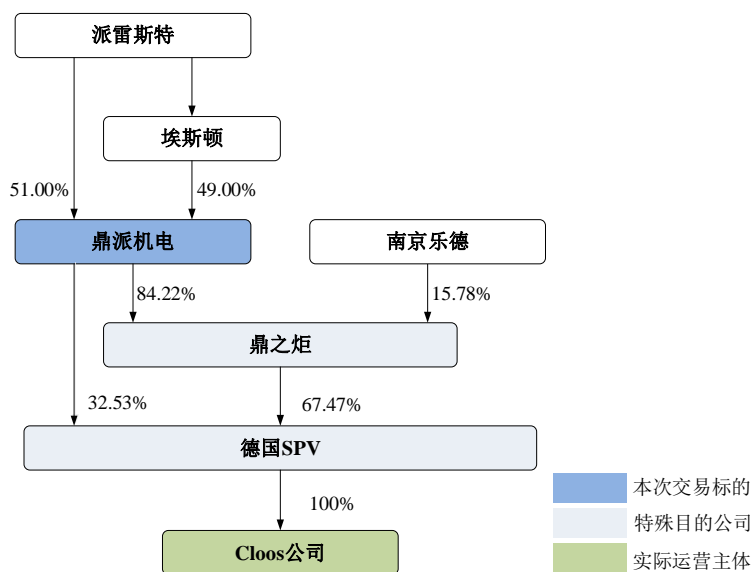 派雷斯特
埃斯顿
51.00%
49.00%
鼎派机电
南京乐德
84.22%
15.78%
鼎之炬
32.53%
67.47%
德国SPV
100%
Cloos公司
本次交易标的
特殊目的公司
实际运营主体